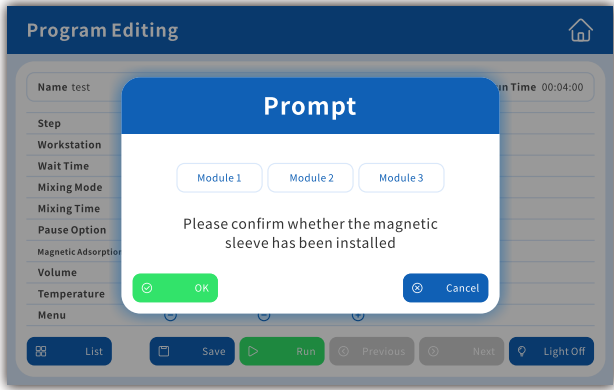 Program Editing
Name test
un Time 00:04:00
Prompt
Step
Workstation
Wait Time
Mixing Mode
Mixing Time
Pause Option
Magnetic Adsorption
Volume
Temperature
Menu
Module 1 Module 2 Module 3
Please confirm whether the magnetic
sleeve has been installed
OK Cancel
List Save Run Previous Next Light Off